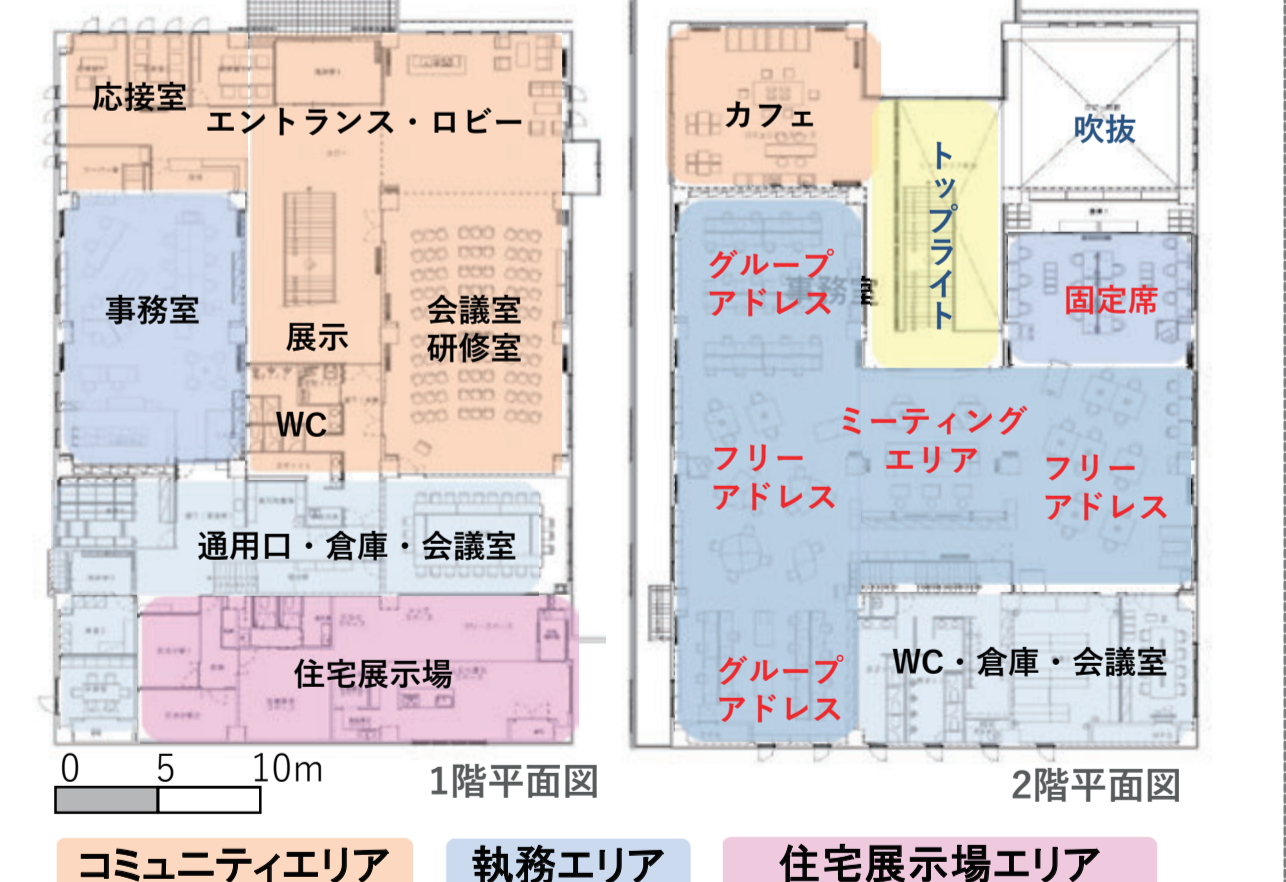 応接室
エントランス・ロビー
事務室
展示
会議室
研修室
WC
通用口・倉庫・会議室
住宅展示場
0 5 10m
1階平面図
カフェ
トップライト
吹抜
グループ
アドレス
事務室
固定席
ミーティング
エリア
フリー
アドレス
フリー
アドレス
グループ
アドレス
WC・倉庫・会議室
2階平面図
コミュニティエリア
執務エリア
住宅展示場エリア